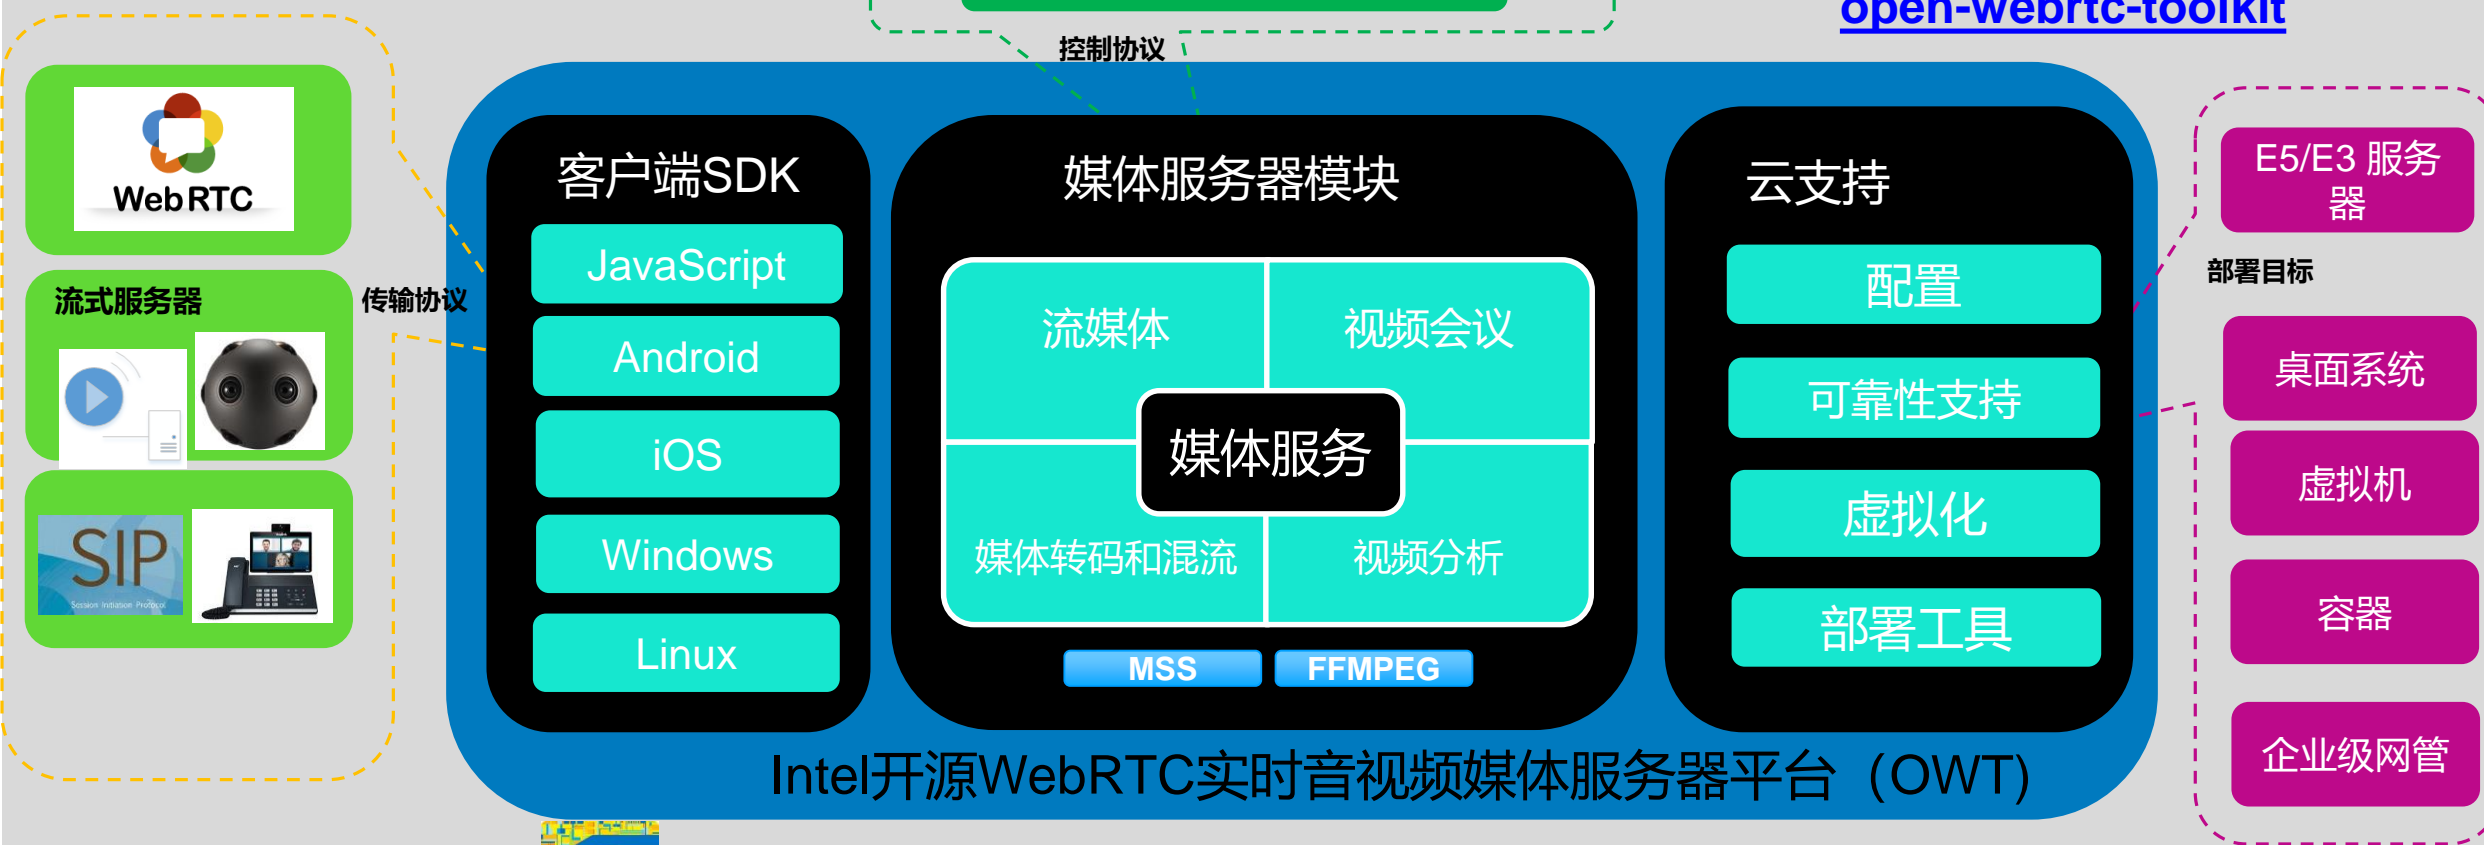 open-webrtc-toolkit
控制协议
WebRTC
流式服务器
传输协议
SIP
Session Initiation Protocol
客户端SDK
JavaScript
Android
iOS
Windows
Linux
媒体服务器模块
流媒体
视频会议
媒体服务
媒体转码和混流
视频分析
MSS
FFMPEG
云支持
配置
可靠性支持
虚拟化
部署工具
Intel开源WebRTC实时音视频媒体服务器平台（OWT)
E5/E3 服务
器
部署目标
桌面系统
虚拟机
容器
企业级网管